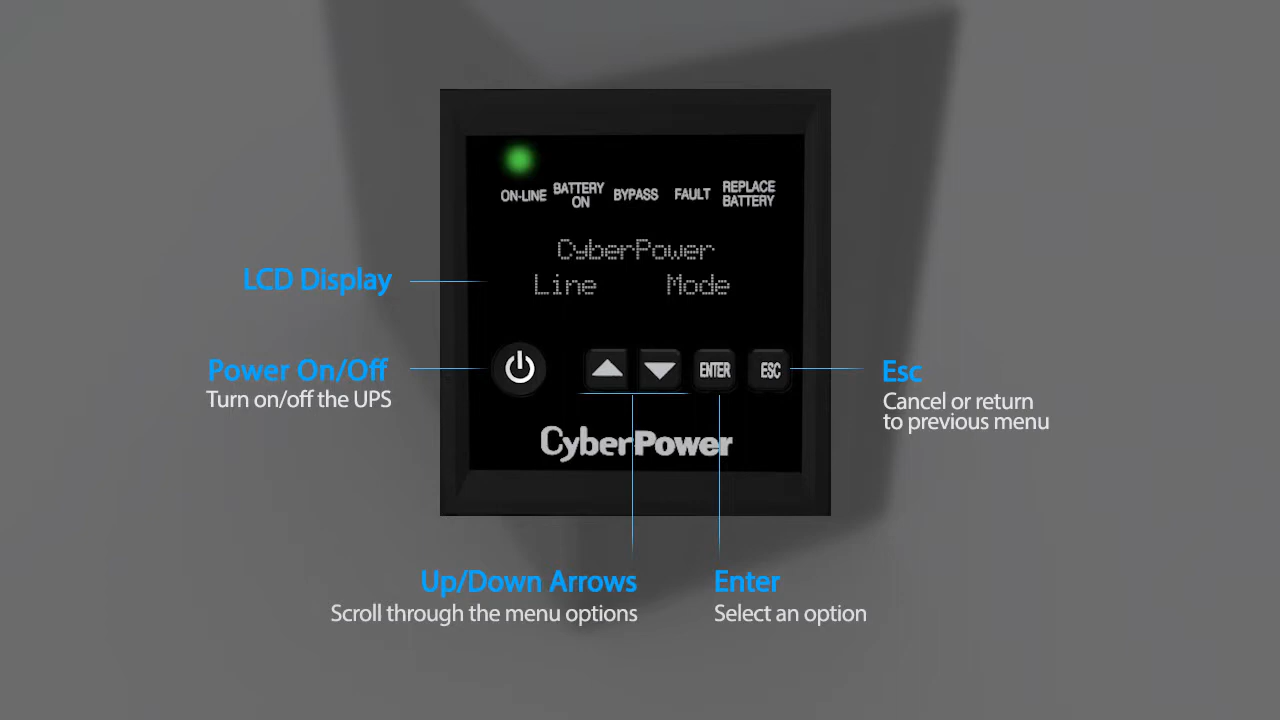 ON-LINE
BATTERY
ON
BYPASS
FAULT
REPLACE
BATTERY
CyberPower
Line Mode
LCD Display
Power On/Off
Turn on/off the UPS
ENTER
ESC
Esc
Cancel or return
to previous menu
CyberPower
Up/Down Arrows
Scroll through the menu options
Enter
Select an option